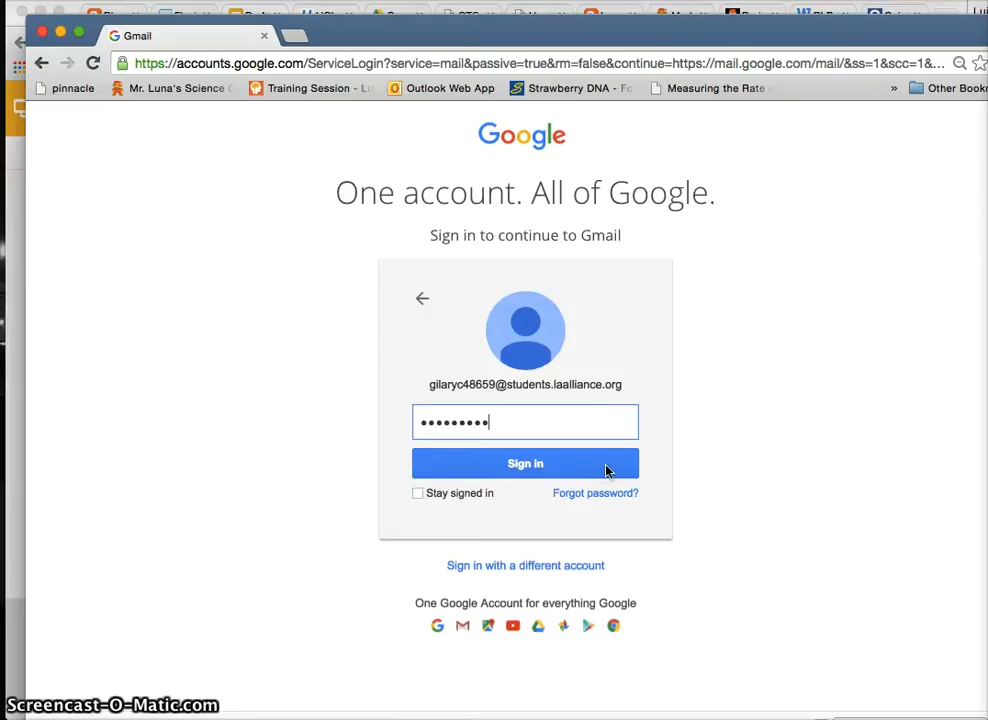 Gmail
https://accounts.google.com/ServiceLogin?service=mail&passive=true&rm=false&continue=https://mail.google.com/mail/&ss=1&scc=1&...
pinnacle Mr. Luna's Science Training Session - Outlook Web App Strawberry DNA - Measuring the Rate » Other
Google
One account. All of Google.
Sign in to continue to Gmail
gilaryc48659@students.laalliance.org
•••••••••
Sign in
Stay signed in Forgot password?
Sign in with a different account
One Google Account for everything Google
Screencast-O-Matic.com